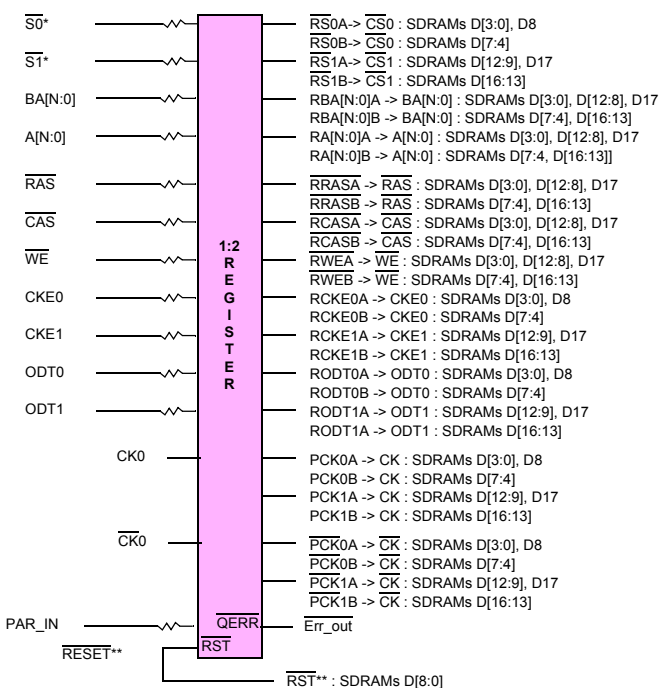 S0*
S1*
BA[N:0]
A[N:0]
RAS
CAS
WE
CKE0
CKE1
ODT0
ODT1
CK0
CK0
PAR_IN
RESET**
1:2
R
E
G
I
S
T
E
R
QERR
RST
RS0A-> CS0 : SDRAMs D[3:0], D8
RS0B-> CS0 : SDRAMs D[7:4]
RS1A-> CS1 : SDRAMs D[12:9], D17
RS1B-> CS1 : SDRAMs D[16:13]
RBA[N:0]A -> BA[N:0] : SDRAMs D[3:0], D[12:8], D17
RBA[N:0]B -> BA[N:0] : SDRAMs D[7:4], D[16:13]
RA[N:0]A -> A[N:0] : SDRAMs D[3:0], D[12:8], D17
RA[N:0]B -> A[N:0] : SDRAMs D[7:4, D[16:13]]
RRASA -> RAS : SDRAMs D[3:0], D[12:8], D17
RRASB -> RAS : SDRAMs D[7:4], D[16:13]
RCASA -> CAS : SDRAMs D[3:0], D[12:8], D17
RCASB -> CAS : SDRAMs D[7:4], D[16:13]
RWEA -> WE : SDRAMs D[3:0], D[12:8], D17
RWEB -> WE : SDRAMs D[7:4], D[16:13]
RCKE0A -> CKE0 : SDRAMs D[3:0], D8
RCKE0B -> CKE0 : SDRAMs D[7:4]
RCKE1A -> CKE1 : SDRAMs D[12:9], D17
RCKE1B -> CKE1 : SDRAMs D[16:13]
RODT0A -> ODT0 : SDRAMs D[3:0], D8
RODT0B -> ODT0 : SDRAMs D[7:4]
RODT1A -> ODT1 : SDRAMs D[12:9], D17
RODT1A -> ODT1 : SDRAMs D[16:13]
PCK0A -> CK : SDRAMs D[3:0], D8
PCK0B -> CK : SDRAMs D[7:4]
PCK1A -> CK : SDRAMs D[12:9], D17
PCK1B -> CK : SDRAMs D[16:13]
PCK0A -> CK : SDRAMs D[3:0], D8
PCK0B -> CK : SDRAMs D[7:4]
PCK1A -> CK : SDRAMs D[12:9], D17
PCK1B -> CK : SDRAMs D[16:13]
Err_out
RST** : SDRAMs D[8:0]